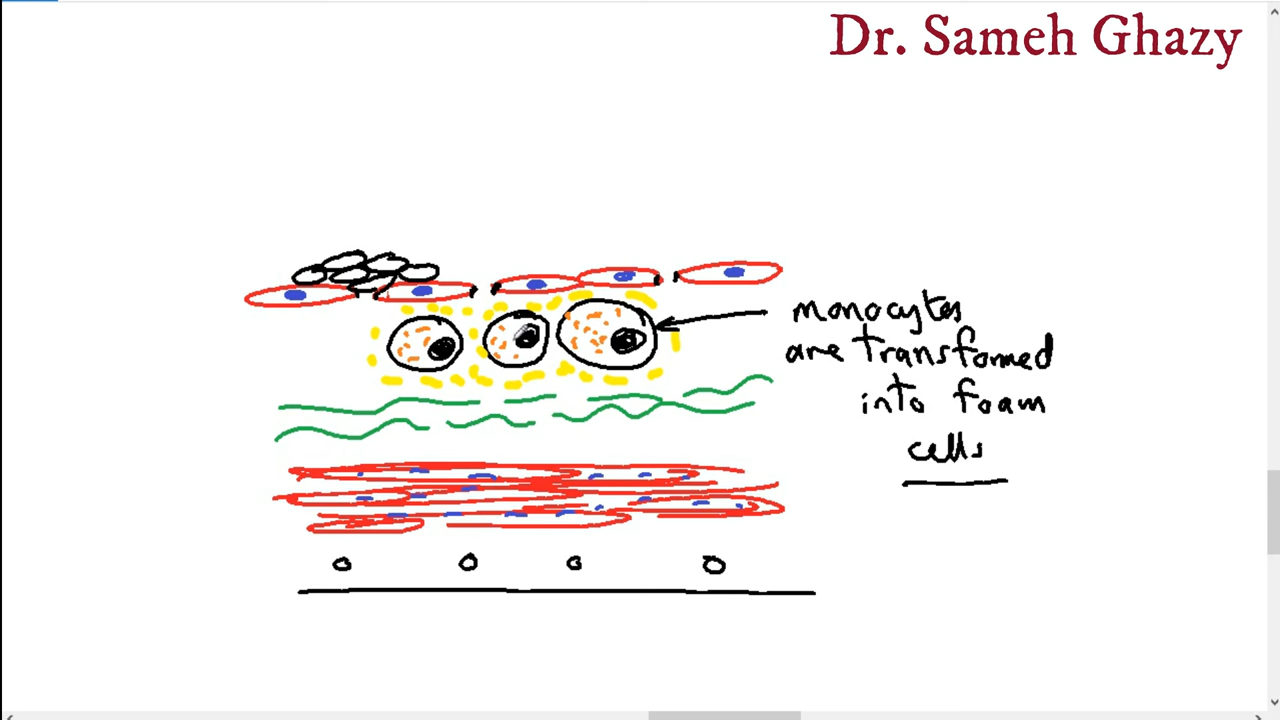 Dr. Sameh Ghazy
monocytes
are transformed
into foam
cells